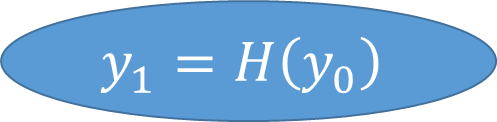 y₁ = H(y₀)